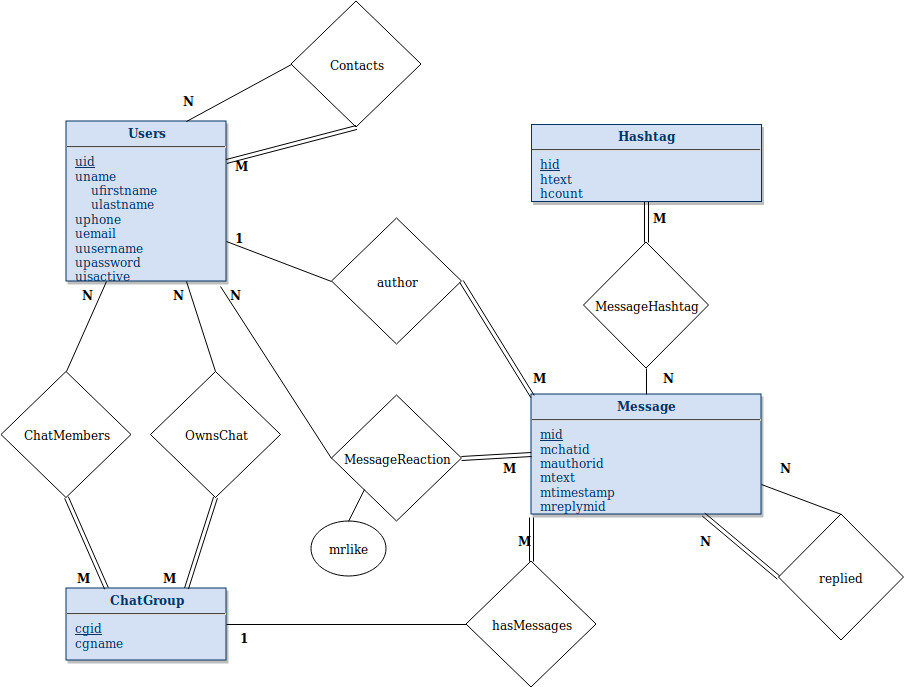 Contacts
N
M
Users
uid
uname
ufirstname
ulastname
uphone
uemail
uusername
upassword
uisactive
Hashtag
hid
htext
hcount
M
1
author
MessageHashtag
N
N
N
M
N
Message
mid
mchatid
mauthorid
mtext
mtimestamp
mreplymid
ChatMembers
OwnsChat
MessageReaction
M
N
mrlike
M
N
replied
M
M
ChatGroup
cgid
cgname
1
hasMessages